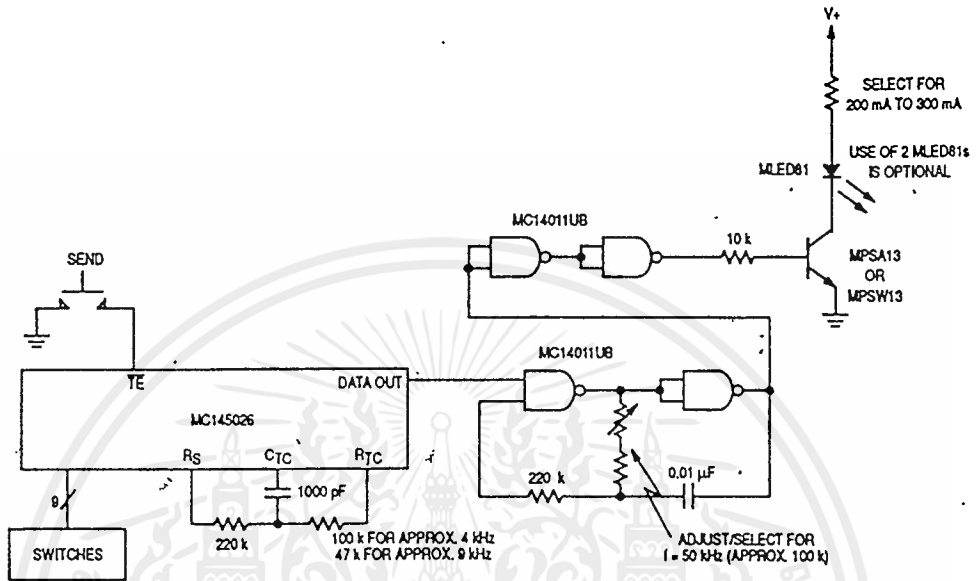 V+
SELECT FOR
200 mA TO 300 mA
MLED81
USE OF 2 MLED81s
IS OPTIONAL
MC14011UB
10 k
MPSA13
OR
MPSW13
SEND
TE
DATA OUT
MC145026
RS
CTC
RTC
MC14011UB
9
1000 pF
220 k
100 k FOR APPROX. 4 kHz
47 k FOR APPROX. 9 kHz
SWITCHES
220 k
0.01 µF
ADJUST/SELECT FOR
f = 50 kHz (APPROX. 100 k)